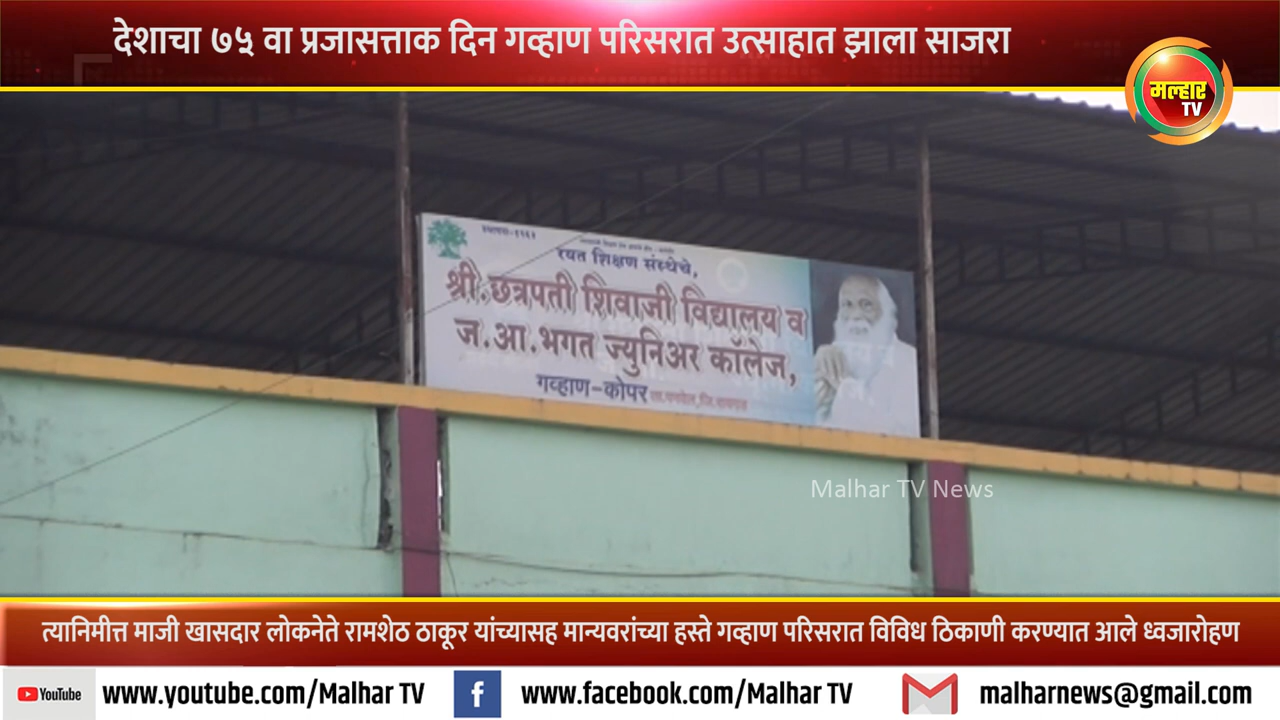 देशाचा ७५ वा प्रजासत्ताक दिन गव्हाण परिसरात उत्साहात झाला साजरा
मल्हार
TV
रयत शिक्षण संस्थेचे,
श्री.छत्रपती शिवाजी विद्यालय व
ज.आ.भगत ज्युनिअर कॉलेज,
गव्हाण-कोपर
Malhar TV News
त्यानिमीत्त माजी खासदार लोकनेते रामशेठ ठाकूर यांच्यासह मान्यवरांच्या हस्ते गव्हाण परिसरात विविध ठिकाणी करण्यात आले ध्वजारोहण
YouTube www.youtube.com/Malhar TV f www.facebook.com/Malhar TV malharnews@gmail.com